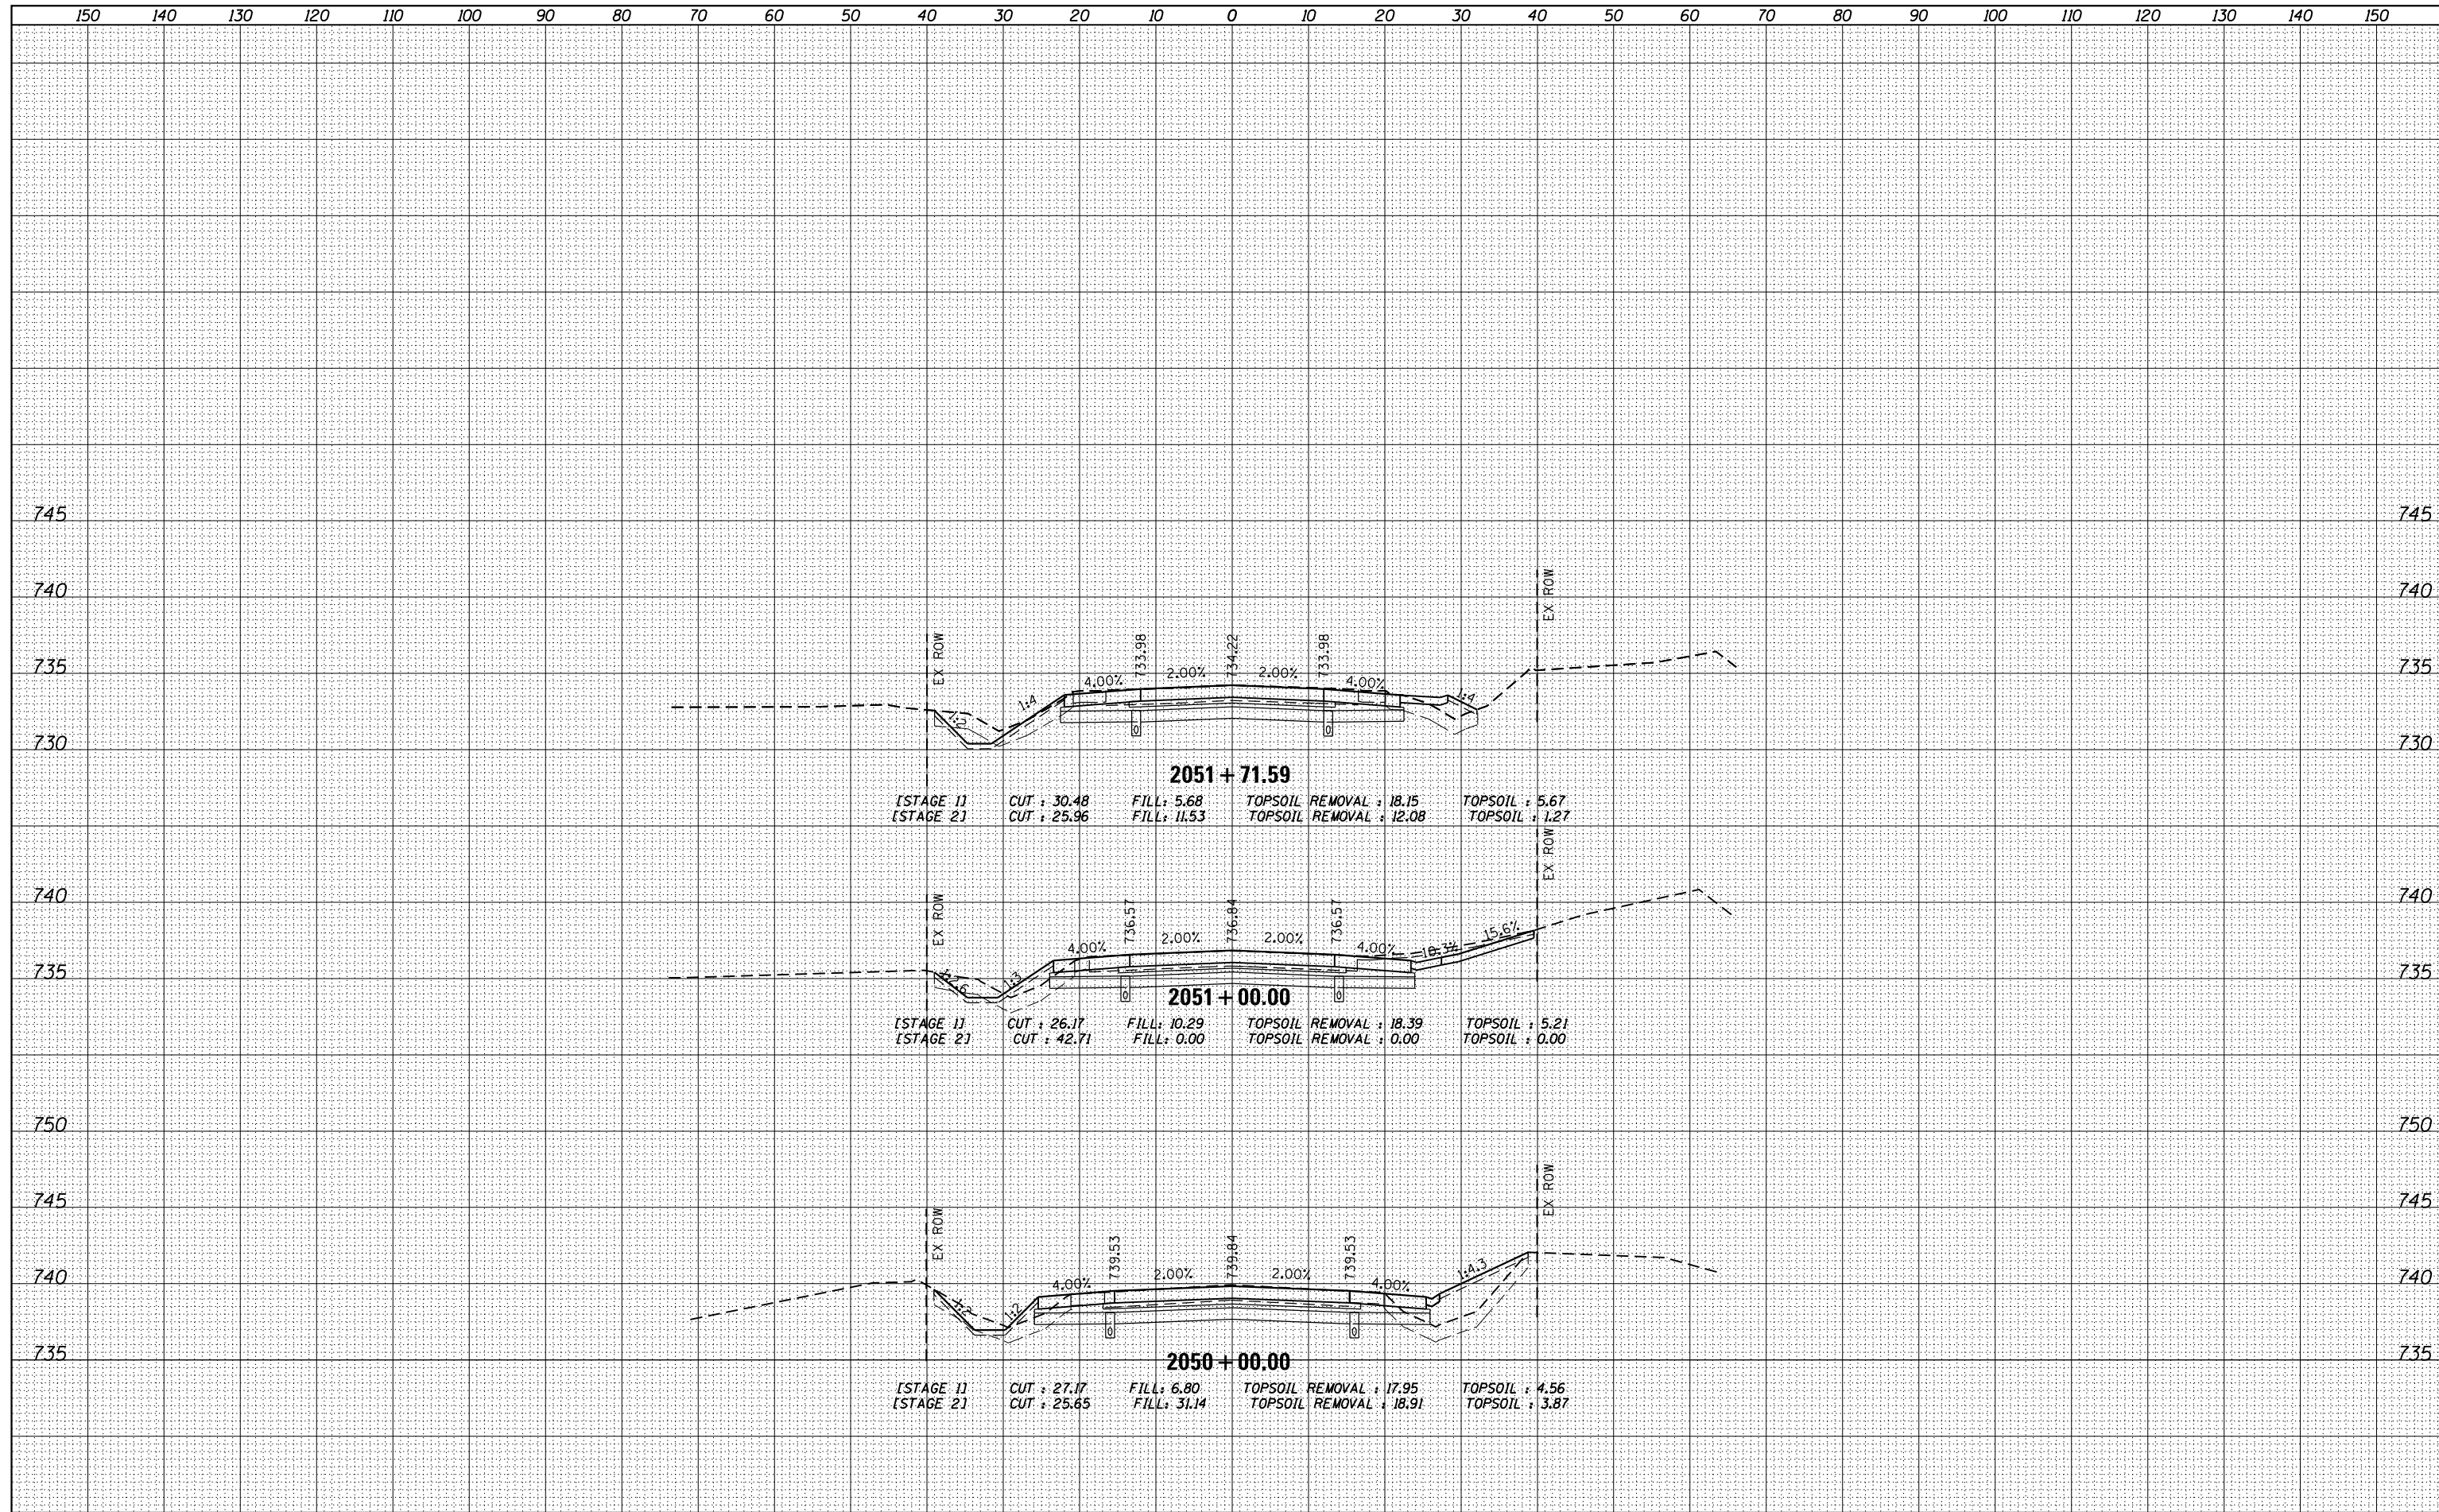 150 140 130 120 110 100 90 80 70 60 50 40 30 20 10 0 10 20 30 40 50 60 70 80 90 100 110 120 130 140 150
745 745
740 740
EX ROW
735 735
EX ROW
733.98 734.22 733.98
4.00% 2.00% 2.00% 4.00%
1:2 1:4 1:4
730 730
2051+71.59
[STAGE 1] CUT : 30.48 FILL: 5.68 TOPSOIL REMOVAL : 18.15 TOPSOIL : 5.67
[STAGE 2] CUT : 25.96 FILL: 11.53 TOPSOIL REMOVAL : 12.08 TOPSOIL : 1.27
EX ROW
740 740
EX ROW
736.57 736.84 736.57
4.00% 2.00% 2.00% 4.00% 10.3% 15.6%
735 735
1:2.6 1:3
2051+00.00
[STAGE 1] CUT : 26.17 FILL: 10.29 TOPSOIL REMOVAL : 18.39 TOPSOIL : 5.21
[STAGE 2] CUT : 42.71 FILL: 0.00 TOPSOIL REMOVAL : 0.00 TOPSOIL : 0.00
750 750
745 745
EX ROW
EX ROW
739.53 739.84 739.53
740 740
4.00% 2.00% 2.00% 4.00% 1:4.3
1:2 1:2
735 735
2050+00.00
[STAGE 1] CUT : 27.17 FILL: 6.80 TOPSOIL REMOVAL : 17.95 TOPSOIL : 4.56
[STAGE 2] CUT : 25.65 FILL: 31.14 TOPSOIL REMOVAL : 18.91 TOPSOIL : 3.87